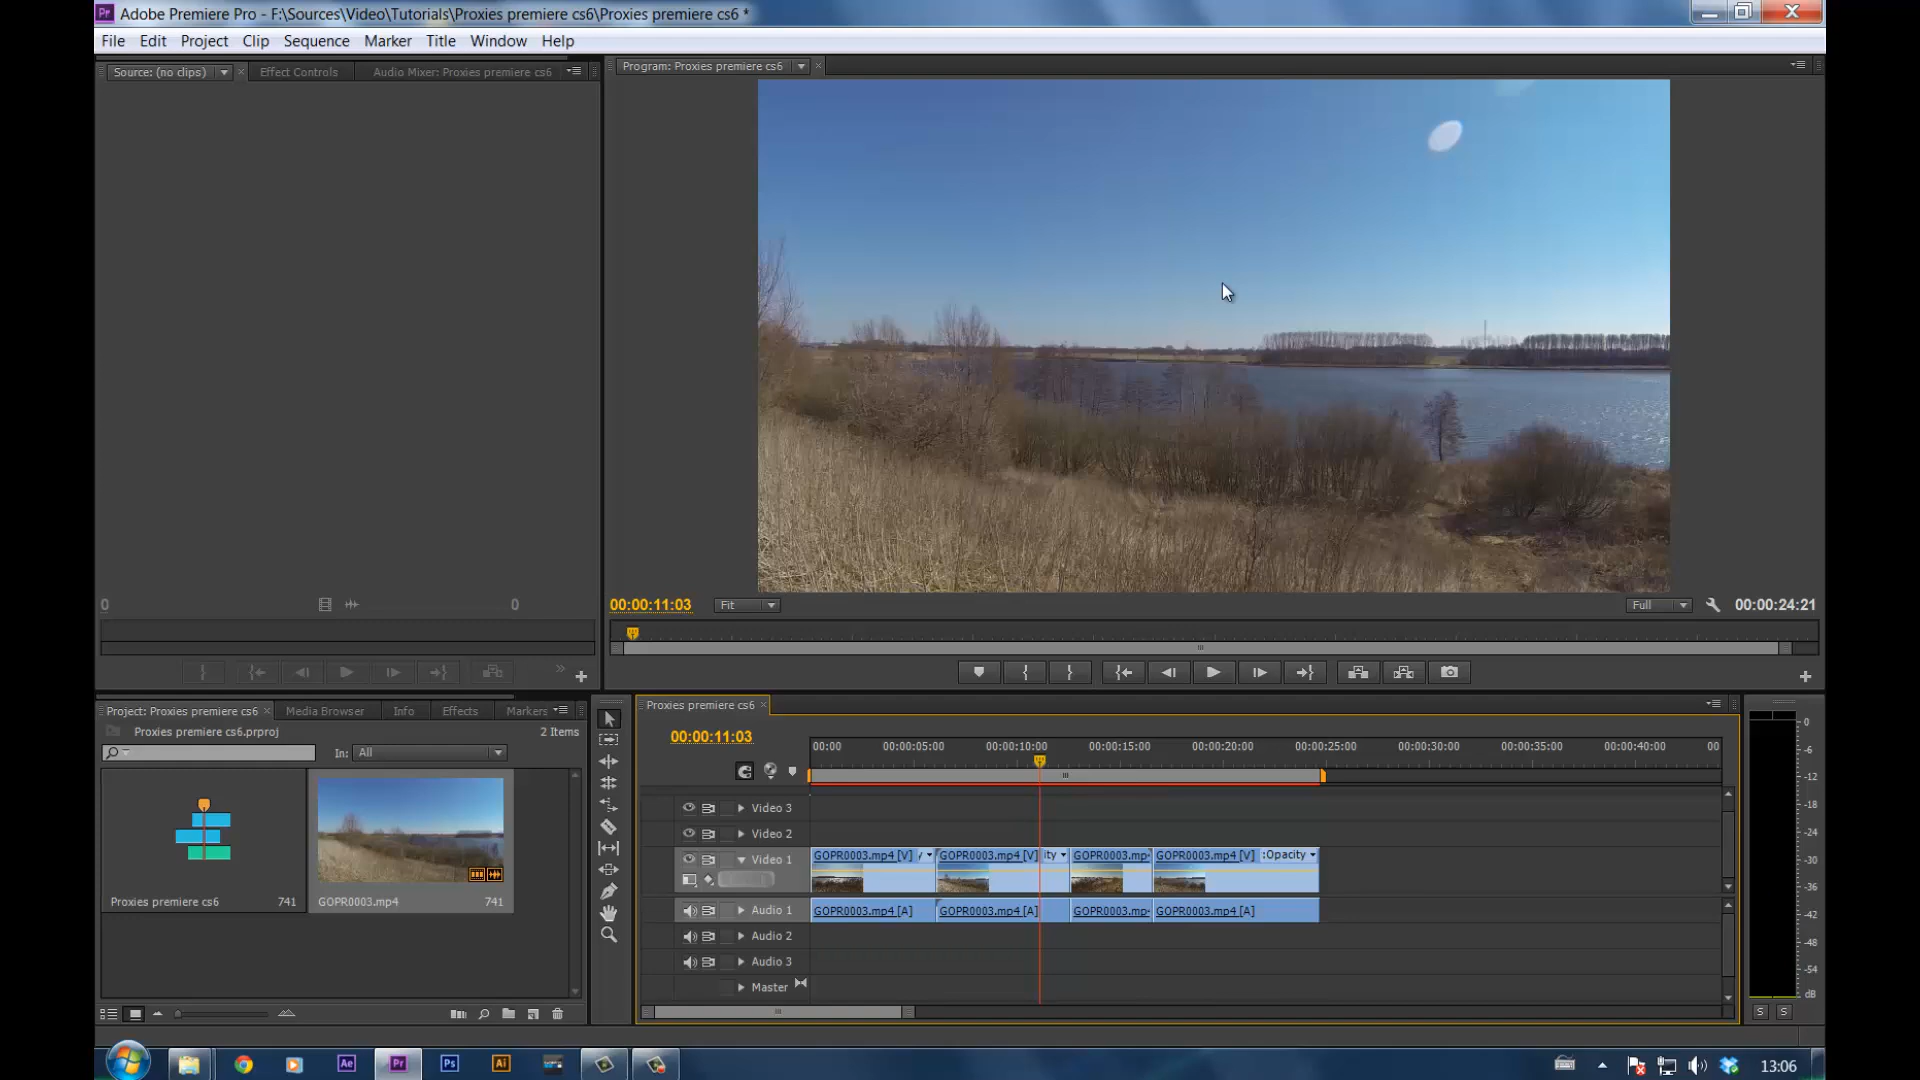 Pr Adobe Premiere Pro - F:\Sources\Video\Tutorials\Proxies premiere cs6\Proxies premiere cs6 *
File Edit Project Clip Sequence Marker Title Window Help
Source: (no clips) Effect Controls Audio Mixer: Proxies premiere cs6
Program: Proxies premiere cs6
0 0
00:00:11:03 Fit Full 00:00:24:21
Project: Proxies premiere cs6 Media Browser Info Effects Markers
Proxies premiere cs6.prproj 2 Items
In: All
Proxies premiere cs6 741
GOPR0003.mp4 741
Proxies premiere cs6
00:00:11:03
00:00 00:00:05:00 00:00:10:00 00:00:15:00 00:00:20:00 00:00:25:00 00:00:30:00 00:00:35:00 00:00:40:00 00
Video 3
Video 2
Video 1 GOPR0003.mp4 [V] GOPR0003.mp4 [V] ity GOPR0003.mp GOPR0003.mp4 [V] :Opacity
Audio 1 GOPR0003.mp4 [A] GOPR0003.mp4 [A] GOPR0003.mp GOPR0003.mp4 [A]
Audio 2
Audio 3
Master
0
-6
-12
-18
-24
-30
-36
-42
-48
-54
dB
S S
Ae Pr Ps Ai
13:06